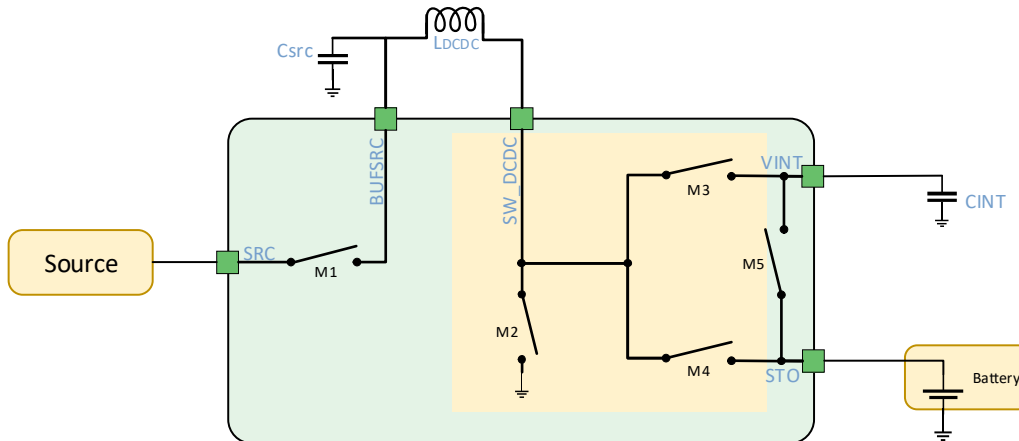 Csrc
LDCDC
BUFSRC
SW_DCDC
VINT
M3
CINT
Source
SRC
M1
M5
M2
M4
STO
Battery